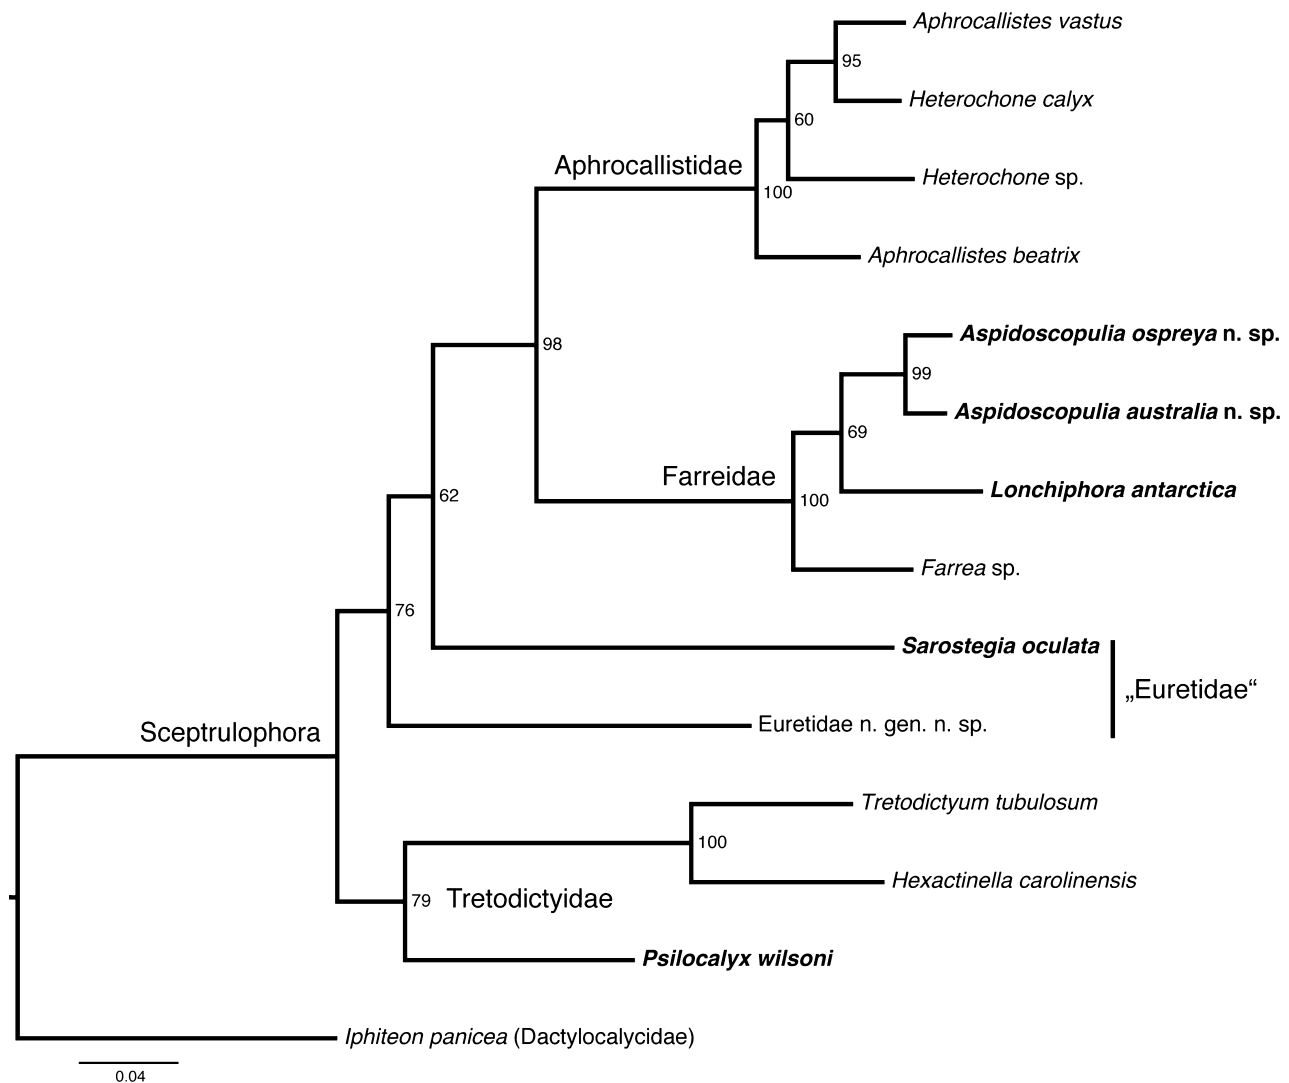 Aphrocallistes vastus
95
Heterochone calyx
60
Aphrocallistidae
Heterochone sp.
100
Aphrocallistes beatrix
Aspidoscopulia ospreya n. sp.
98
99
Aspidoscopulia australia n. sp.
69
Farreidae
Lonchiphora antarctica
62
100
Farrea sp.
76
Sarostegia oculata
„Euretidae“
Euretidae n. gen. n. sp.
Sceptrulophora
Tretodictyum tubulosum
100
Hexactinella carolinensis
79 Tretodictyidae
Psilocalyx wilsoni
Iphiteon panicea (Dactylocalycidae)
0.04